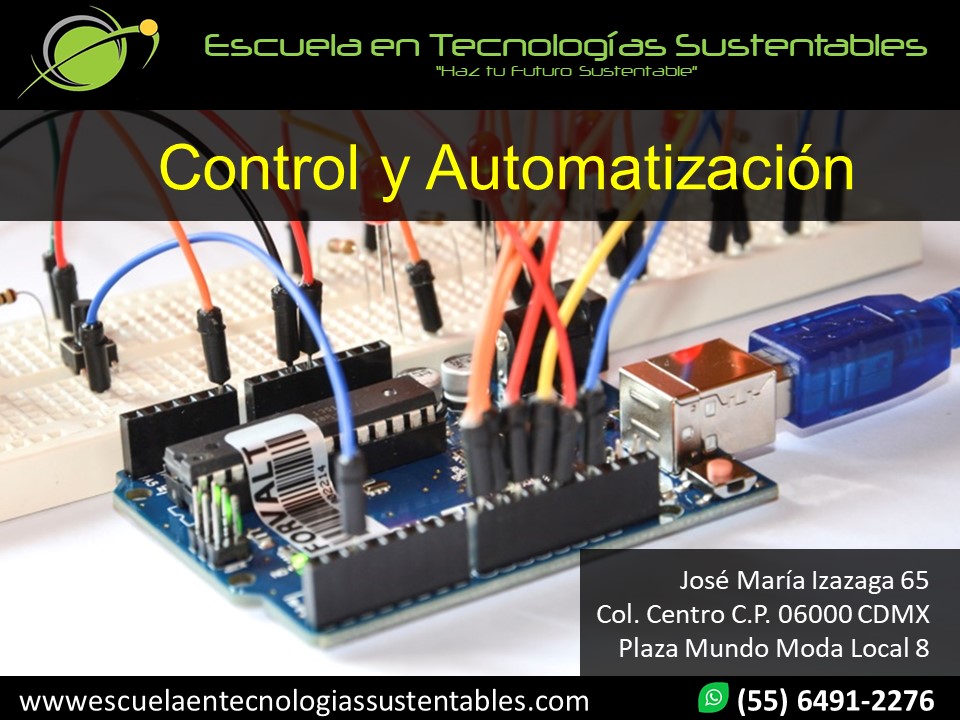 Escuela en Tecnologías Sustentables
"Haz tu Futuro Sustentable"
Control y Automatización
FORVALT
José María Izazaga 65
Col. Centro C.P. 06000 CDMX
Plaza Mundo Moda Local 8
wwwescuelaentecnologiassustentables.com
(55) 6491-2276